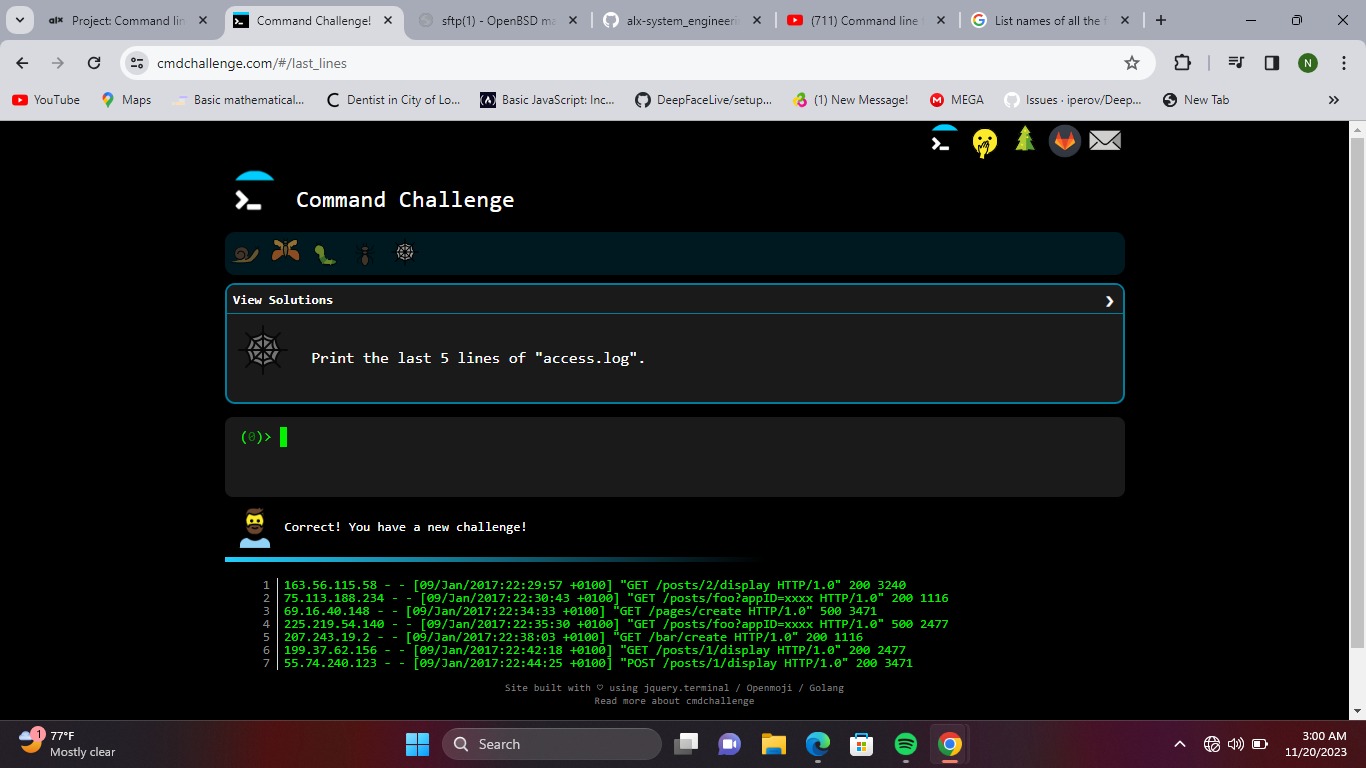 alx Project: Command lin
Command Challenge!
sftp(1) - OpenBSD ma
alx-system_engineeri
(711) Command line
List names of all the f
cmdchallenge.com/#/last_lines
N
YouTube
Maps
Basic mathematical...
Dentist in City of Lo...
Basic JavaScript: Inc...
DeepFaceLive/setup...
(1) New Message!
MEGA
Issues · iperov/Deep...
New Tab
»
Command Challenge
View Solutions
❯
Print the last 5 lines of "access.log".
(0)>
Correct! You have a new challenge!
1 163.56.115.58 - - [09/Jan/2017:22:29:57 +0100] "GET /posts/2/display HTTP/1.0" 200 3240
2 75.113.188.234 - - [09/Jan/2017:22:30:43 +0100] "GET /posts/foo?appID=xxxx HTTP/1.0" 200 1116
3 69.16.40.148 - - [09/Jan/2017:22:34:33 +0100] "GET /pages/create HTTP/1.0" 500 3471
4 225.219.54.140 - - [09/Jan/2017:22:35:30 +0100] "GET /posts/foo?appID=xxxx HTTP/1.0" 500 2477
5 207.243.19.2 - - [09/Jan/2017:22:38:03 +0100] "GET /bar/create HTTP/1.0" 200 1116
6 199.37.62.156 - - [09/Jan/2017:22:42:18 +0100] "GET /posts/1/display HTTP/1.0" 200 2477
7 55.74.240.123 - - [09/Jan/2017:22:44:25 +0100] "POST /posts/1/display HTTP/1.0" 200 3471
Site built with ♡ using jquery.terminal / Openmoji / Golang
Read more about cmdchallenge
1
77°F
Mostly clear
Search
3:00 AM
11/20/2023